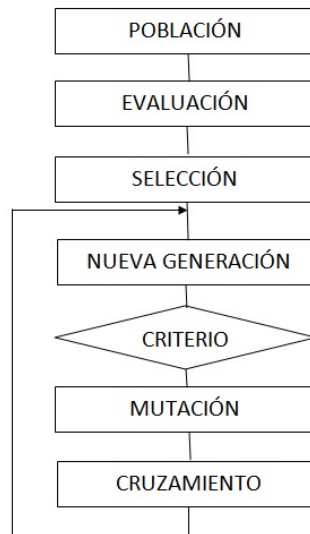 POBLACIÓN
EVALUACIÓN
SELECCIÓN
NUEVA GENERACIÓN
CRITERIO
MUTACIÓN
CRUZAMIENTO